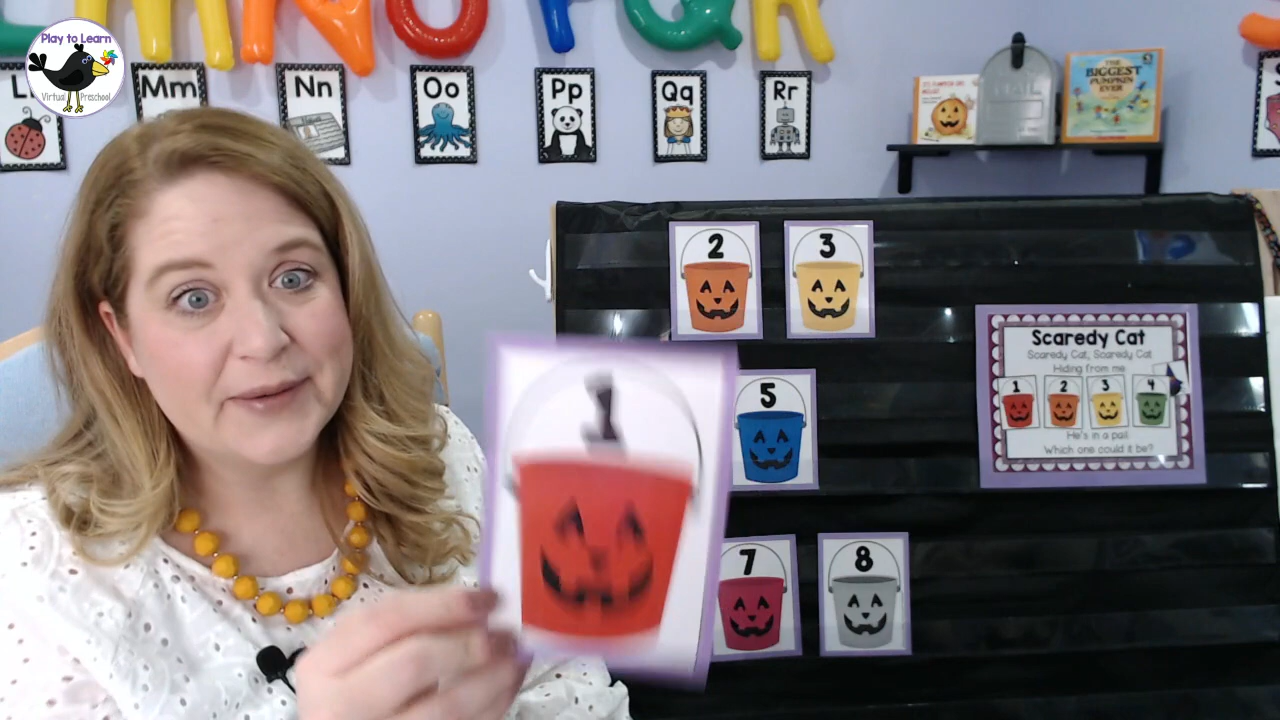 Play to Learn
Virtual Preschool
Mm
Nn
Oo
Pp
Qq
Rr
THE
BIGGEST
PUMPKIN
EVER
MAIL
2
3
1
5
7
8
Scaredy Cat
Scaredy Cat, Scaredy Cat
Hiding from me
1 2 3 4
He's in a pail
Which one could it be?